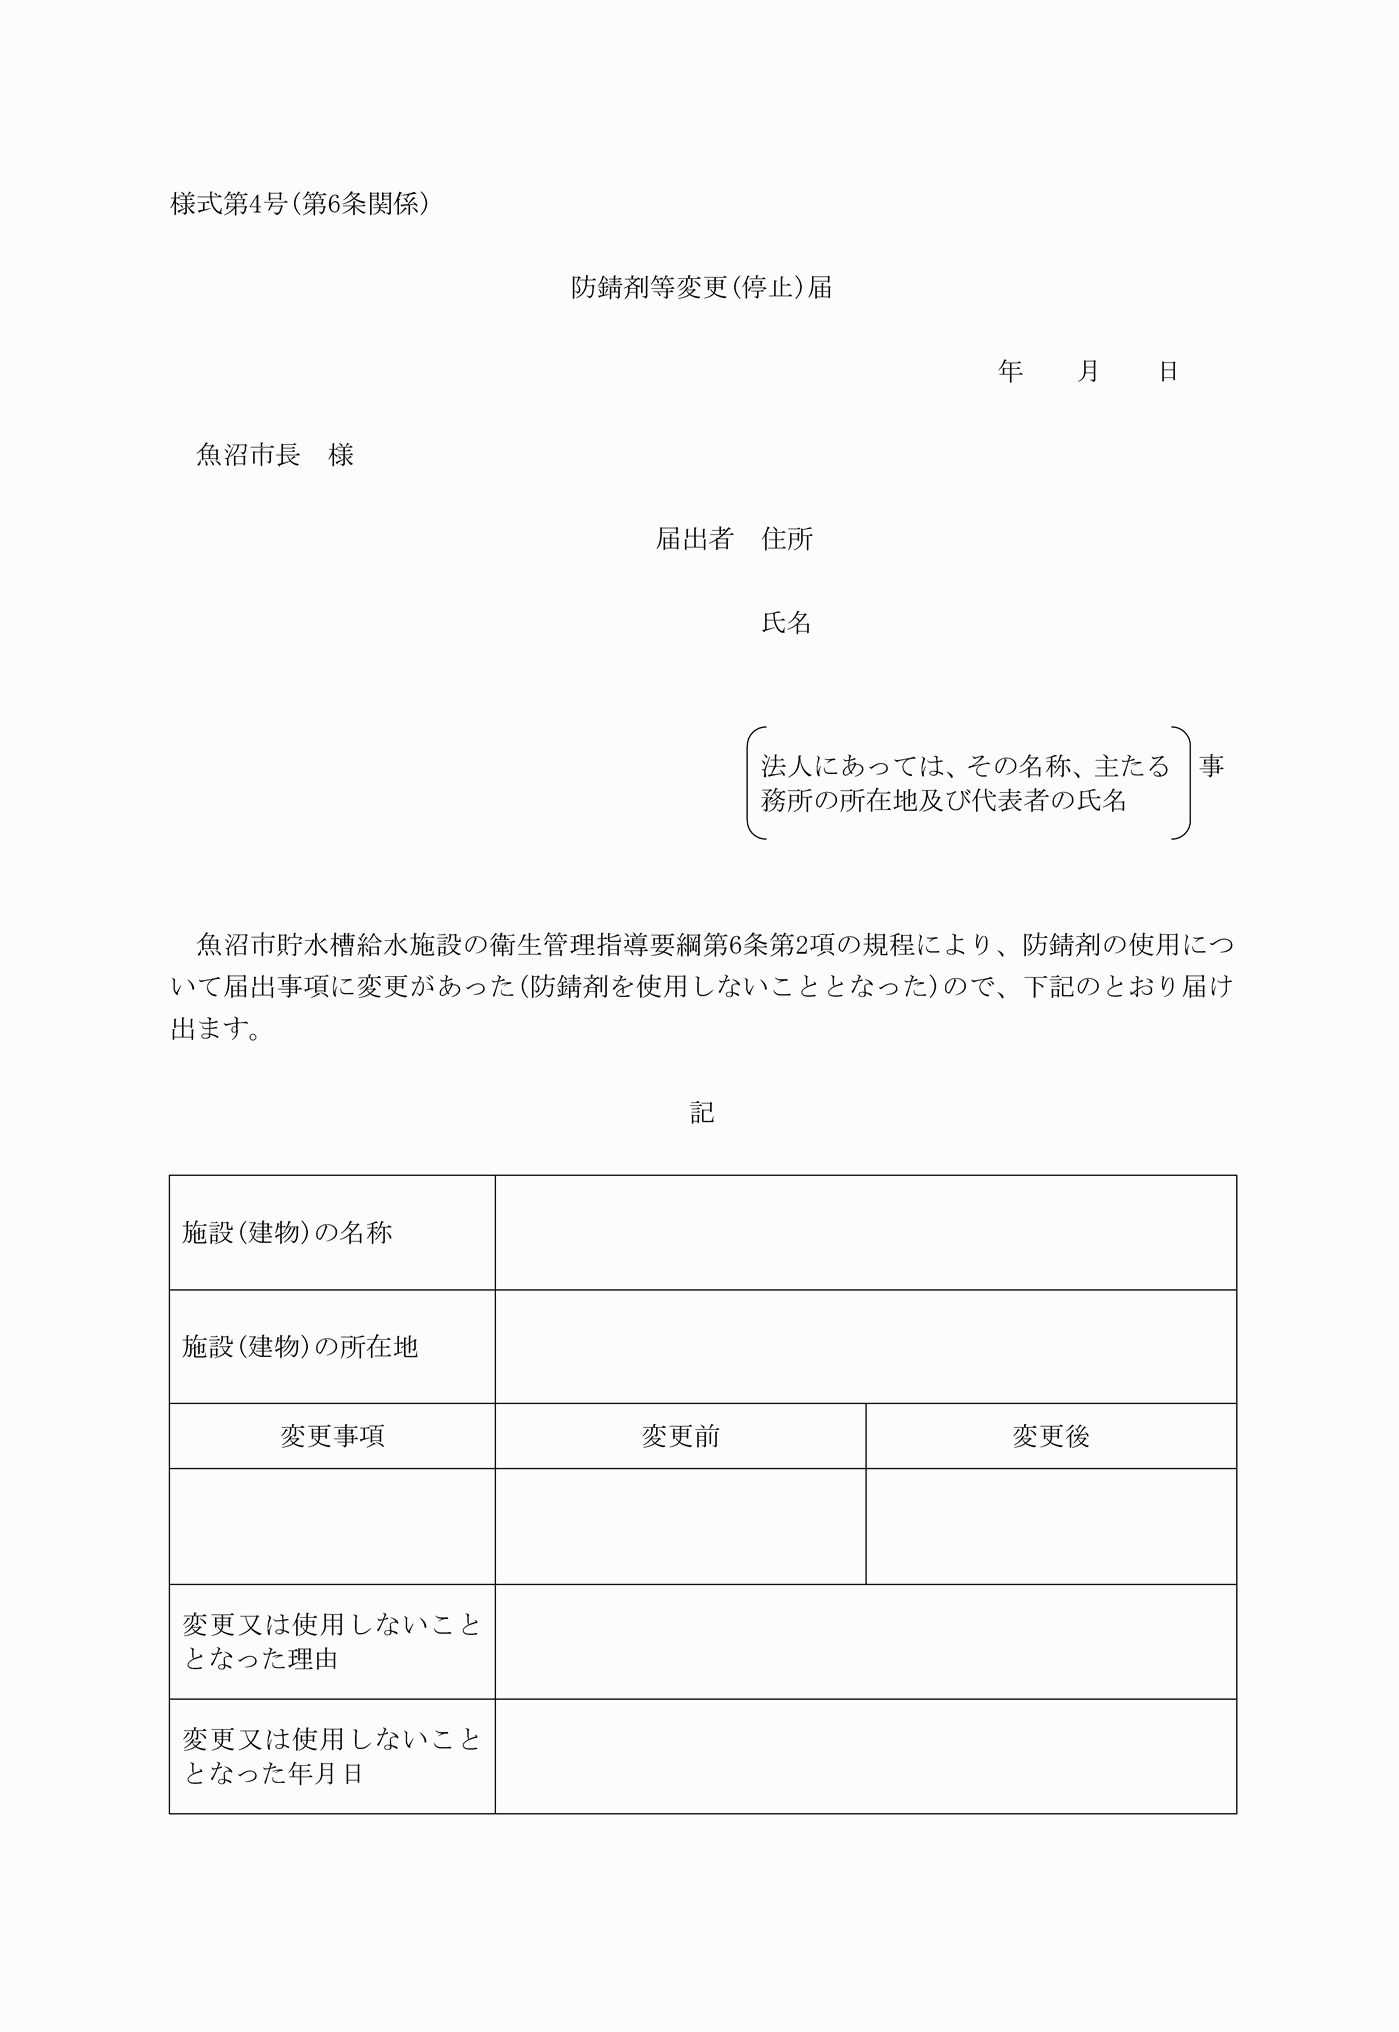 様式第4号(第6条関係)
防錆剤等変更(停止)届
年　　月　　日
魚沼市長　様
届出者　住所
氏名
法人にあっては、その名称、主たる事
務所の所在地及び代表者の氏名
魚沼市貯水槽給水施設の衛生管理指導要綱第6条第2項の規程により、防錆剤の使用につ
いて届出事項に変更があった(防錆剤を使用しないこととなった)ので、下記のとおり届け
出ます。
記
施設(建物)の名称
施設(建物)の所在地
変更事項　変更前　変更後
変更又は使用しないこと
となった理由
変更又は使用しないこと
となった年月日